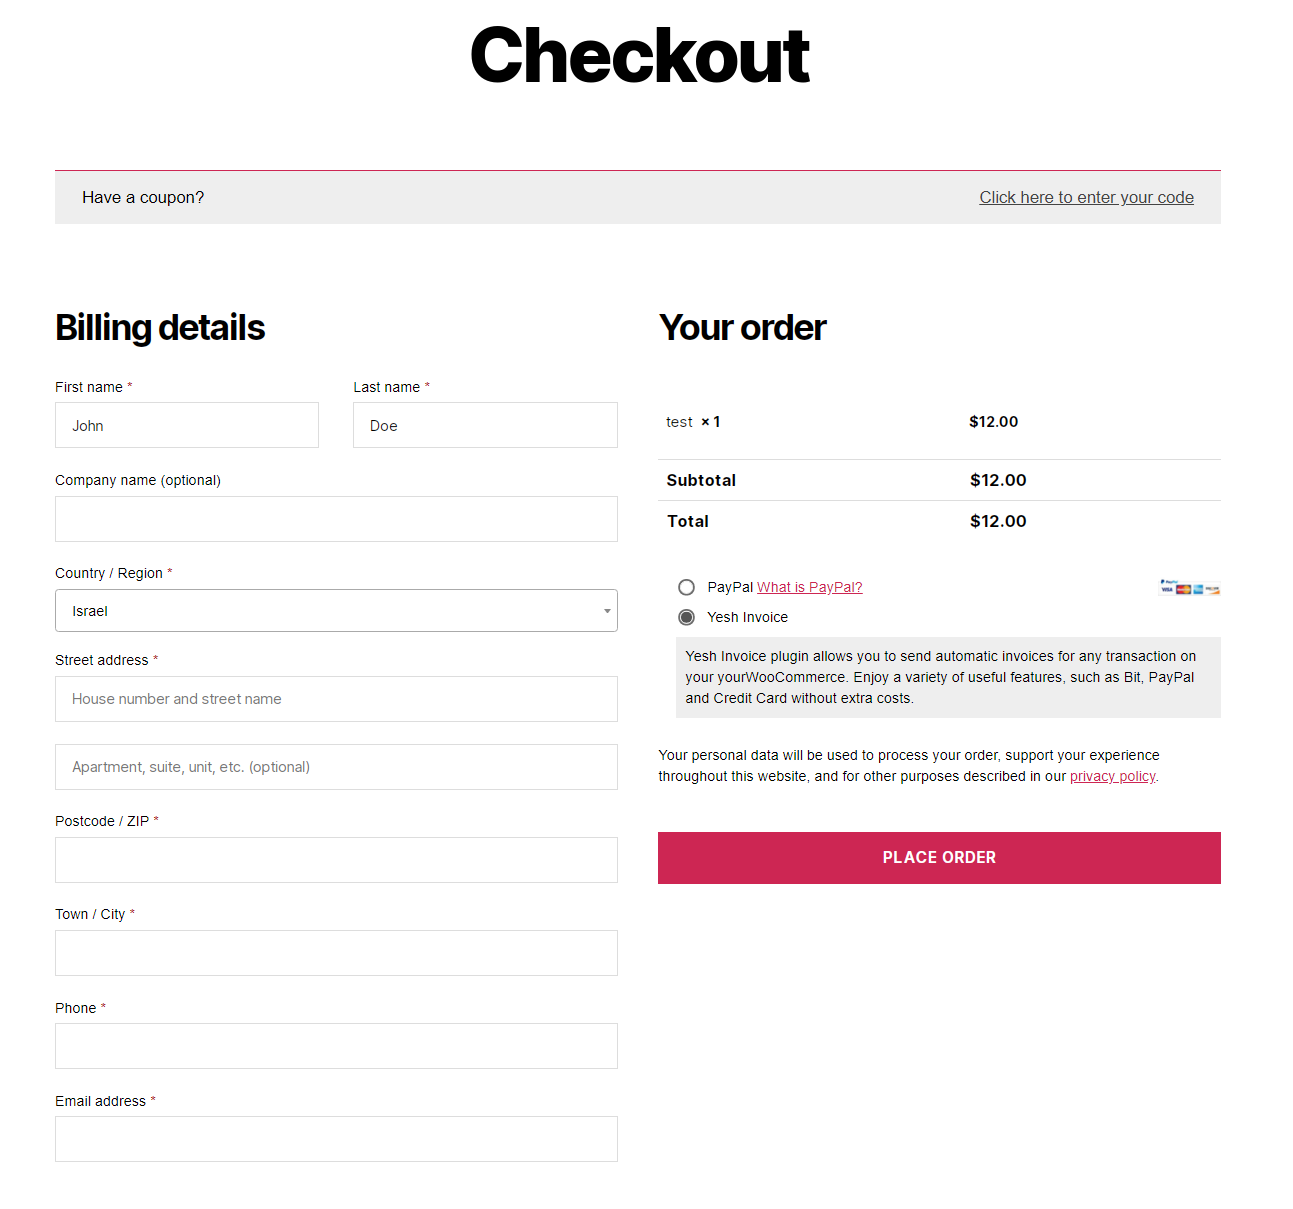 Checkout
Have a coupon?
Click here to enter your code
Billing details
First name *
Last name *
John
Doe
Company name (optional)
Country / Region *
Israel
Street address *
House number and street name
Apartment, suite, unit, etc. (optional)
Postcode / ZIP *
Town / City *
Phone *
Email address *
Your order
test × 1 $12.00
Subtotal $12.00
Total $12.00
PayPal What is PayPal?
PayPal
VISA
Yesh Invoice
Yesh Invoice plugin allows you to send automatic invoices for any transaction on
your yourWooCommerce. Enjoy a variety of useful features, such as Bit, PayPal
and Credit Card without extra costs.
Your personal data will be used to process your order, support your experience
throughout this website, and for other purposes described in our privacy policy.
PLACE ORDER